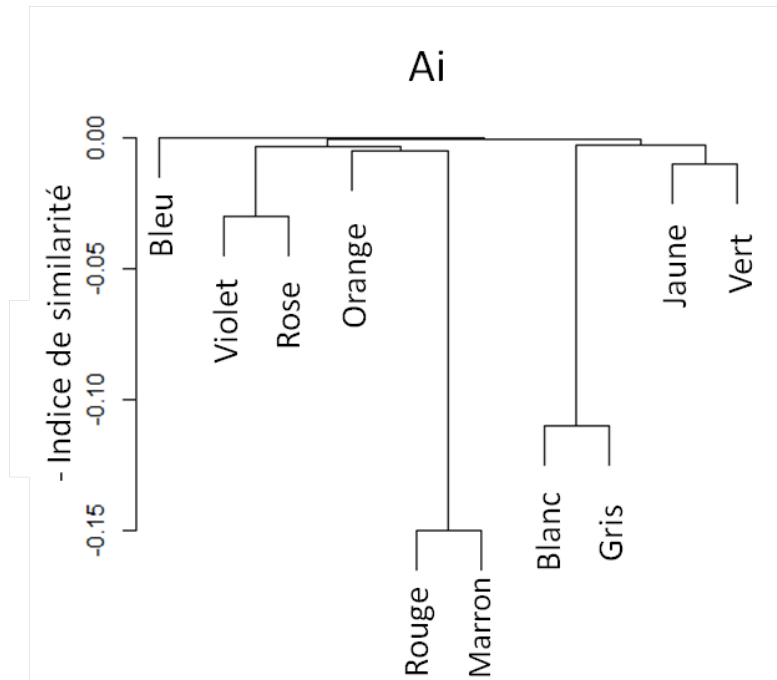 Ai
- Indice de similarité
0.00
-0.05
-0.10
-0.15
Bleu
Violet
Rose
Orange
Rouge
Marron
Blanc
Gris
Jaune
Vert